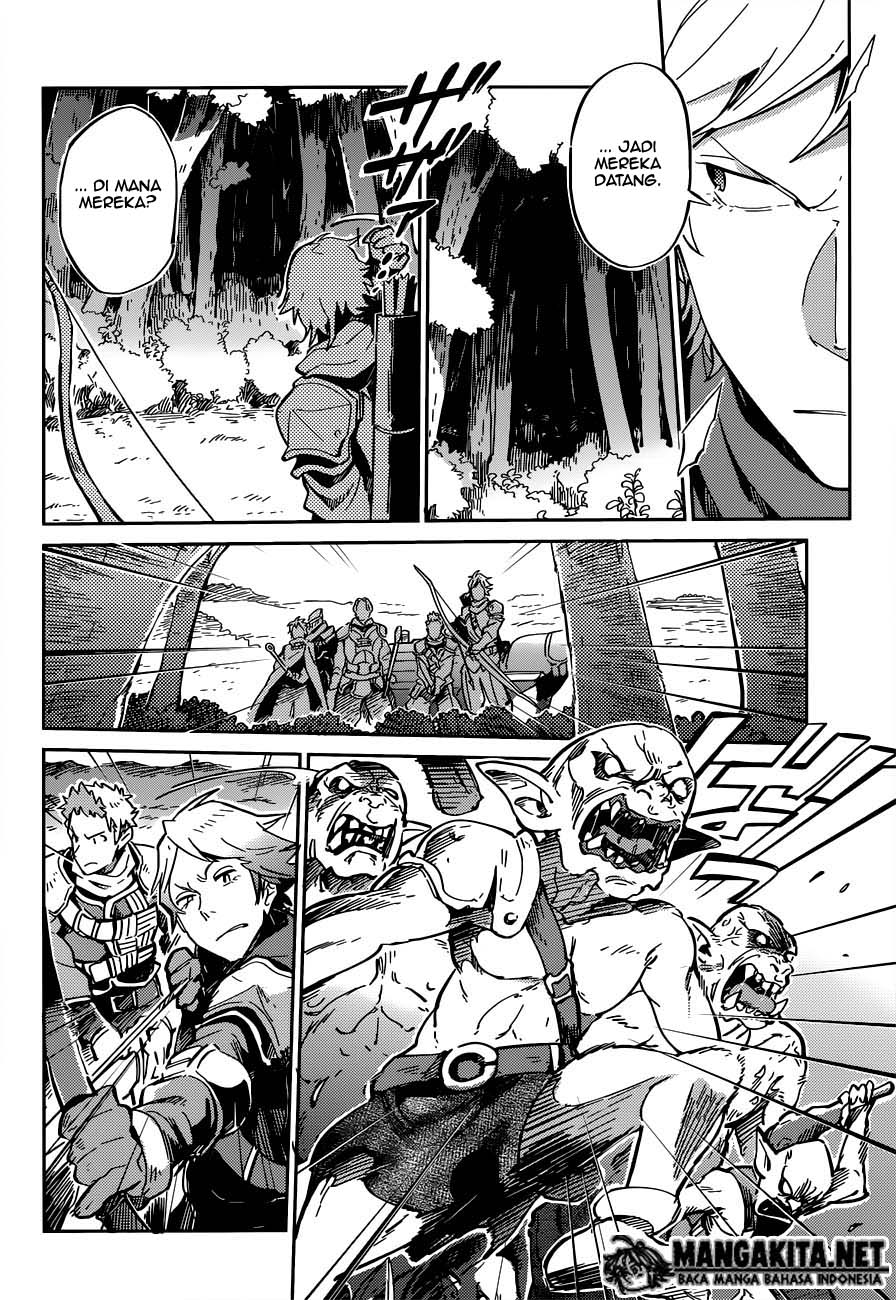 ... JADI
MEREKA
DATANG.
... DI MANA
MEREKA?
MANGAKITA.NET
BACA MANGA BAHASA INDONESIA